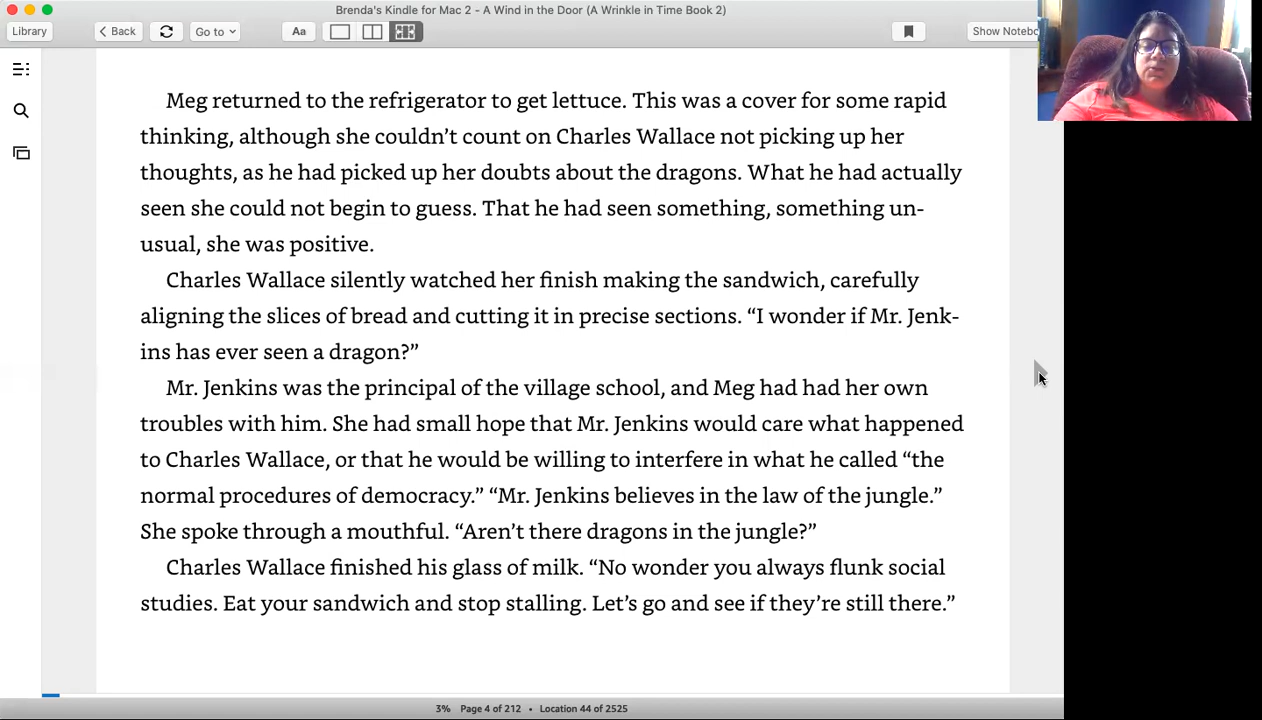 Brenda's Kindle for Mac 2 - A Wind in the Door (A Wrinkle in Time Book 2)
Library
Back
Go to
Aa
Show Notebo
Meg returned to the refrigerator to get lettuce. This was a cover for some rapid
thinking, although she couldn't count on Charles Wallace not picking up her
thoughts, as he had picked up her doubts about the dragons. What he had actually
seen she could not begin to guess. That he had seen something, something un-
usual, she was positive.
Charles Wallace silently watched her finish making the sandwich, carefully
aligning the slices of bread and cutting it in precise sections. “I wonder if Mr. Jenk-
ins has ever seen a dragon?”
Mr. Jenkins was the principal of the village school, and Meg had had her own
troubles with him. She had small hope that Mr. Jenkins would care what happened
to Charles Wallace, or that he would be willing to interfere in what he called “the
normal procedures of democracy.” “Mr. Jenkins believes in the law of the jungle.”
She spoke through a mouthful. “Aren’t there dragons in the jungle?”
Charles Wallace finished his glass of milk. “No wonder you always flunk social
studies. Eat your sandwich and stop stalling. Let’s go and see if they’re still there.”
3% Page 4 of 212 • Location 44 of 2525